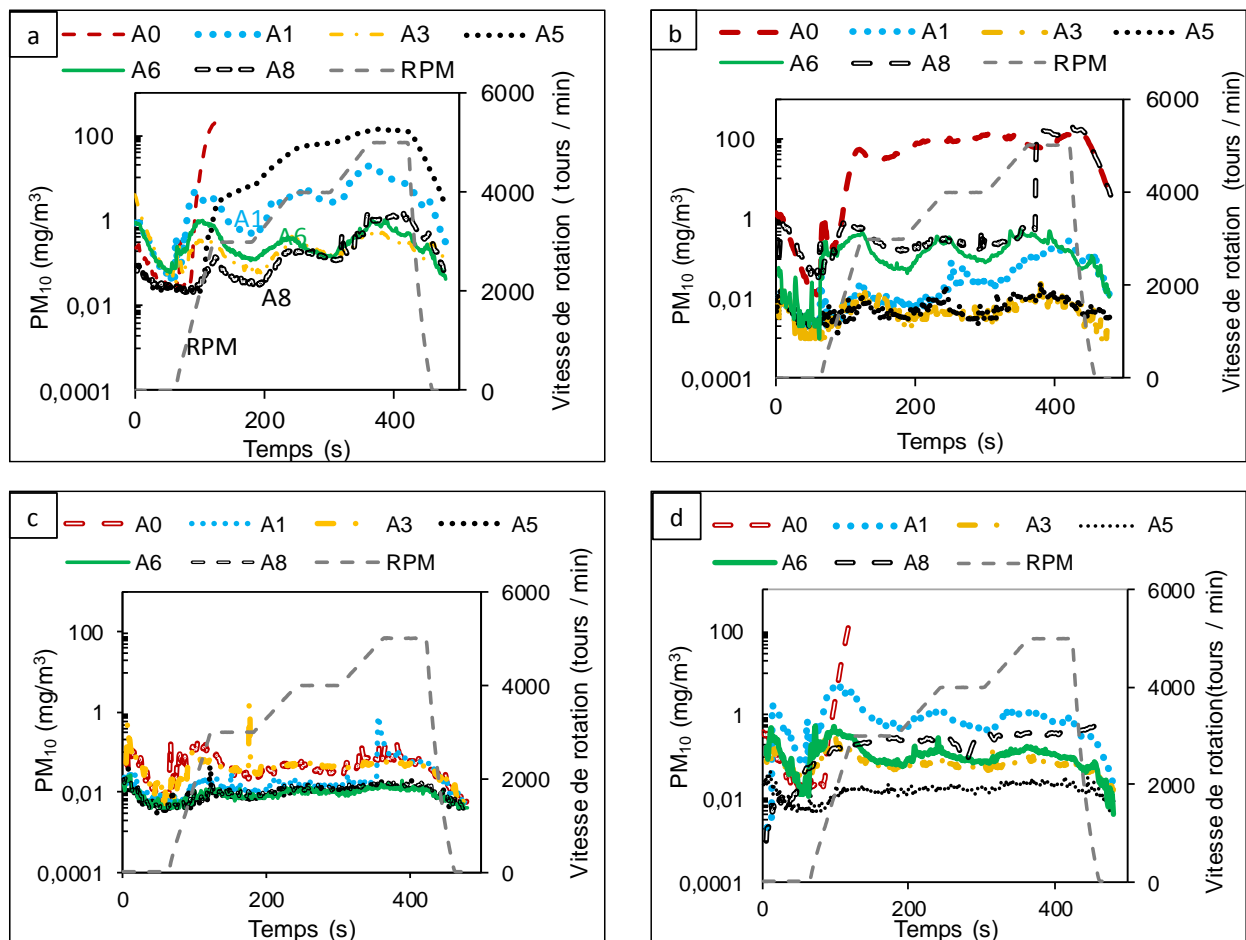 a
A0 A1 A3 A5
A6 A8 RPM
PM10 (mg/m3)
100
1
0,01
0,0001
A1
A6
A8
RPM
6000
4000
2000
0
Vitesse de rotation ( tours / min)
0 200 400
Temps (s)
b
A0 A1 A3 A5
A6 A8 RPM
PM10 (mg/m3)
100
1
0,01
0,0001
6000
4000
2000
0
Vitesse de rotation (tours / min)
0 200 400
Temps (s)
c
A0 A1 A3 A5
A6 A8 RPM
PM10 (mg/m3)
100
1
0,01
0,0001
6000
4000
2000
0
Vitesse de rotation (tours / min)
0 200 400
Temps (s)
d
A0 A1 A3 A5
A6 A8 RPM
PM10 (mg/m3)
100
1
0,01
0,0001
6000
4000
2000
0
Vitesse de rotation(tours / min)
0 200 400
Temps (s)